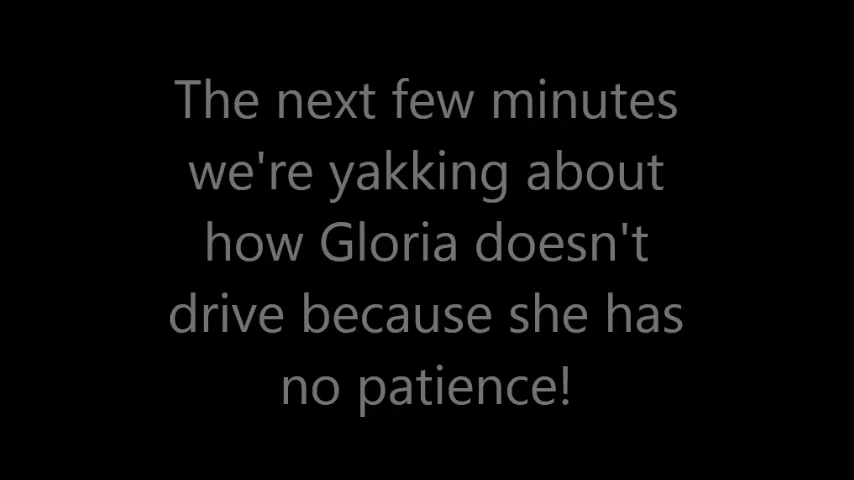 The next few minutes
we're yakking about
how Gloria doesn't
drive because she has
no patience!